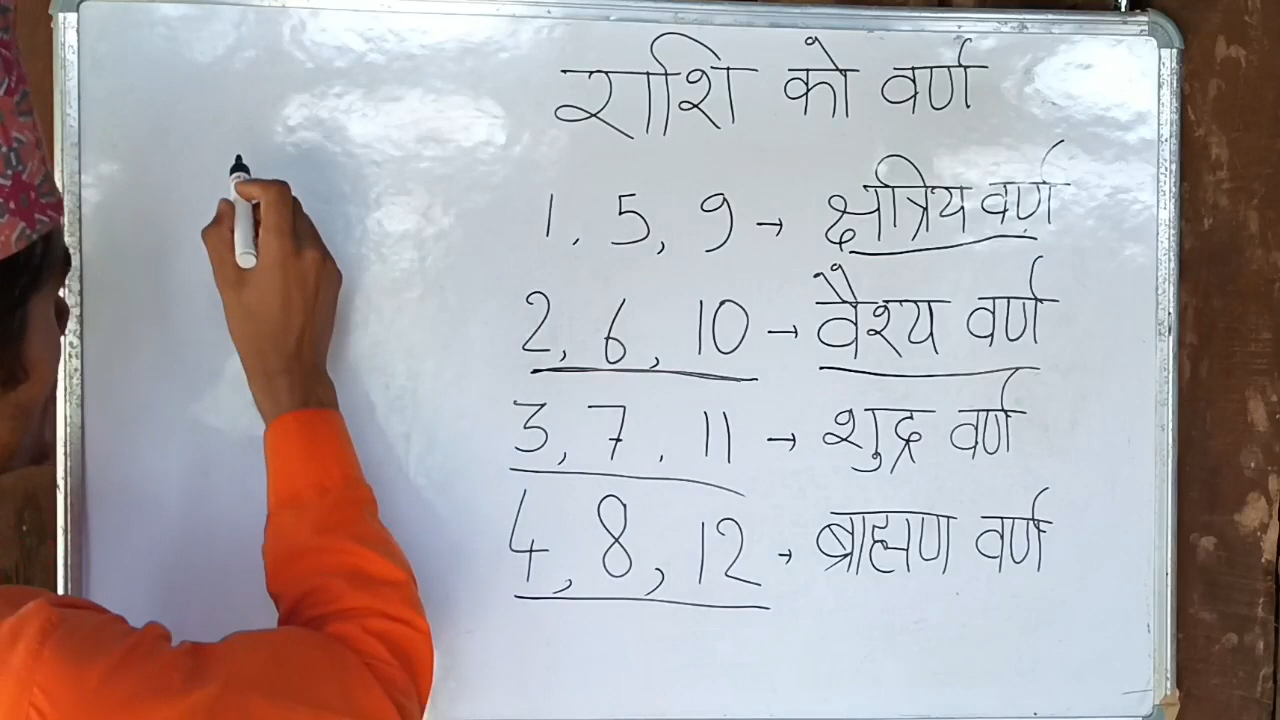 राशि को वर्ण
1, 5, 9 → क्षत्रिय वर्ण
2, 6, 10 → वैश्य वर्ण
3, 7, 11 → शुद्र वर्ण
4, 8, 12 → ब्राह्मण वर्ण